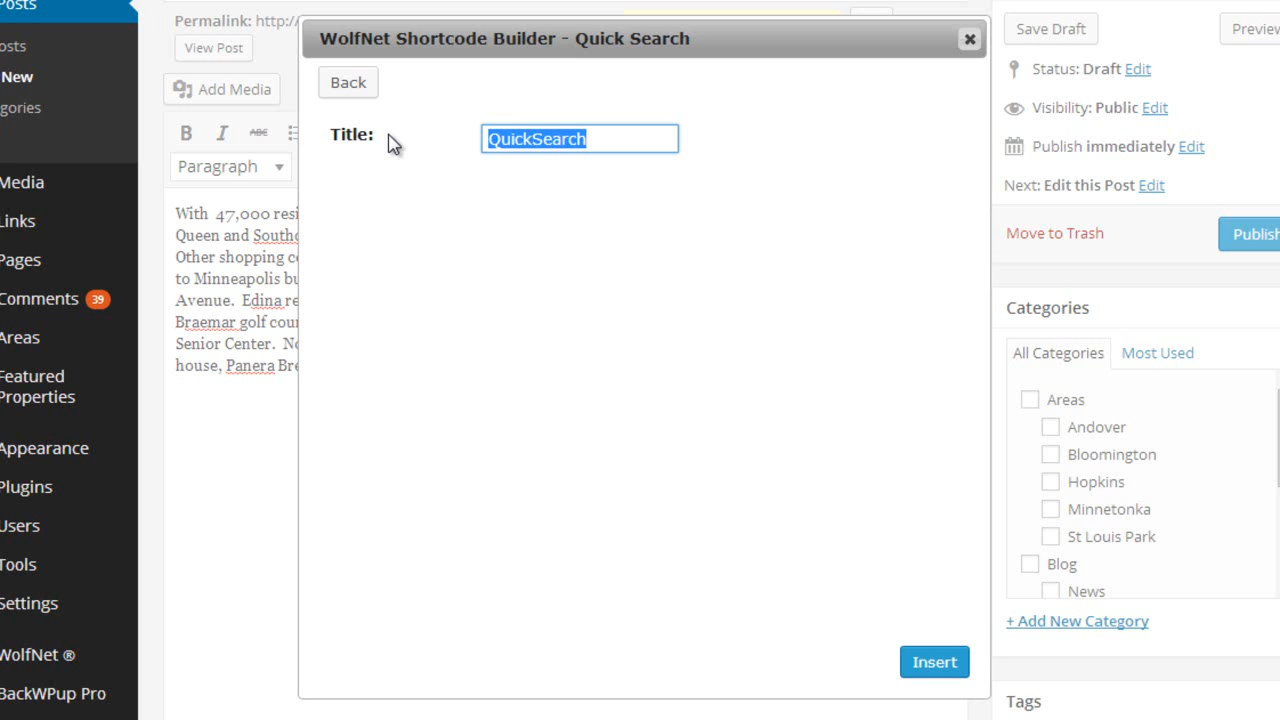 Posts
osts
New
gories
Media
Links
Pages
Comments 39
Areas
Featured
Properties
Appearance
Plugins
Users
Tools
Settings
WolfNet ®
BackWPup Pro
Permalink: http:/
View Post
Add Media
B I ABC
Paragraph
With 47,000 resi
Queen and Southd
Other shopping c
to Minneapolis bu
Avenue. Edina re
Braemar golf cour
Senior Center. No
house, Panera Bre
WolfNet Shortcode Builder - Quick Search
Back
Title: QuickSearch
Insert
Save Draft Preview
Status: Draft Edit
Visibility: Public Edit
Publish immediately Edit
Next: Edit this Post Edit
Move to Trash Publish
Categories
All Categories Most Used
Areas
Andover
Bloomington
Hopkins
Minnetonka
St Louis Park
Blog
News
+ Add New Category
Tags